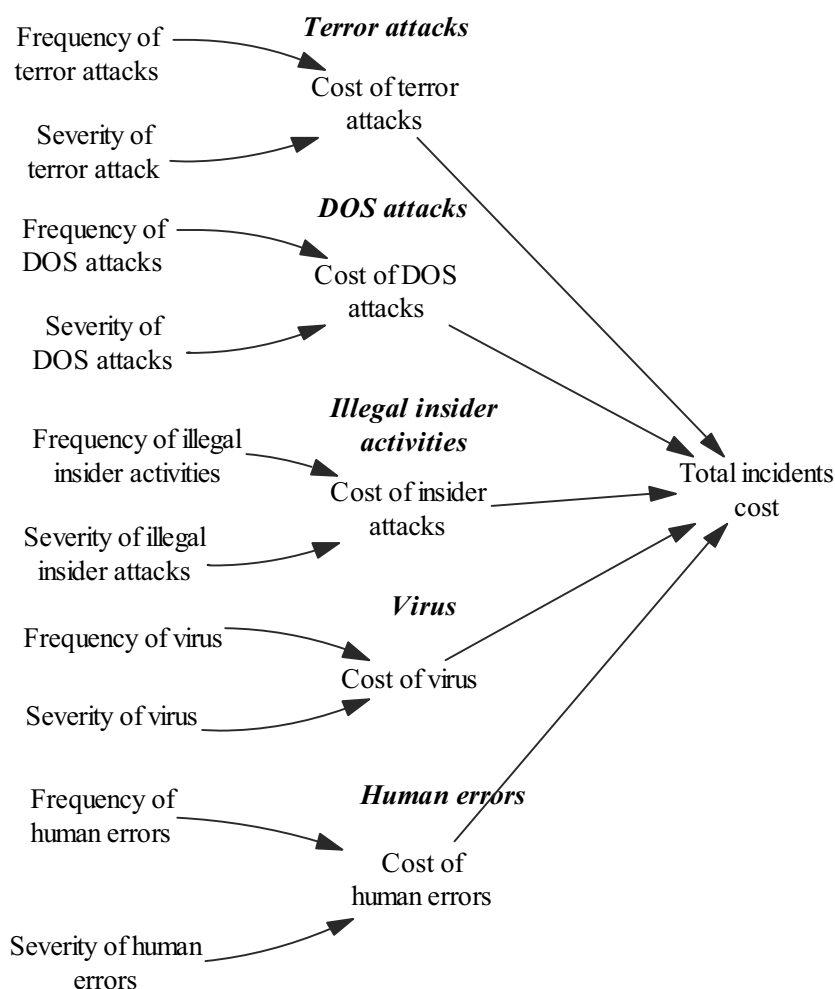 Terror attacks
Frequency of
terror attacks
Cost of terror
attacks
Severity of
terror attack
DOS attacks
Frequency of
DOS attacks
Cost of DOS
attacks
Severity of
DOS attacks
Illegal insider
activities
Frequency of illegal
insider activities
Cost of insider
attacks
Total incidents
cost
Severity of illegal
insider attacks
Virus
Frequency of virus
Cost of virus
Severity of virus
Human errors
Frequency of
human errors
Cost of
human errors
Severity of human
errors